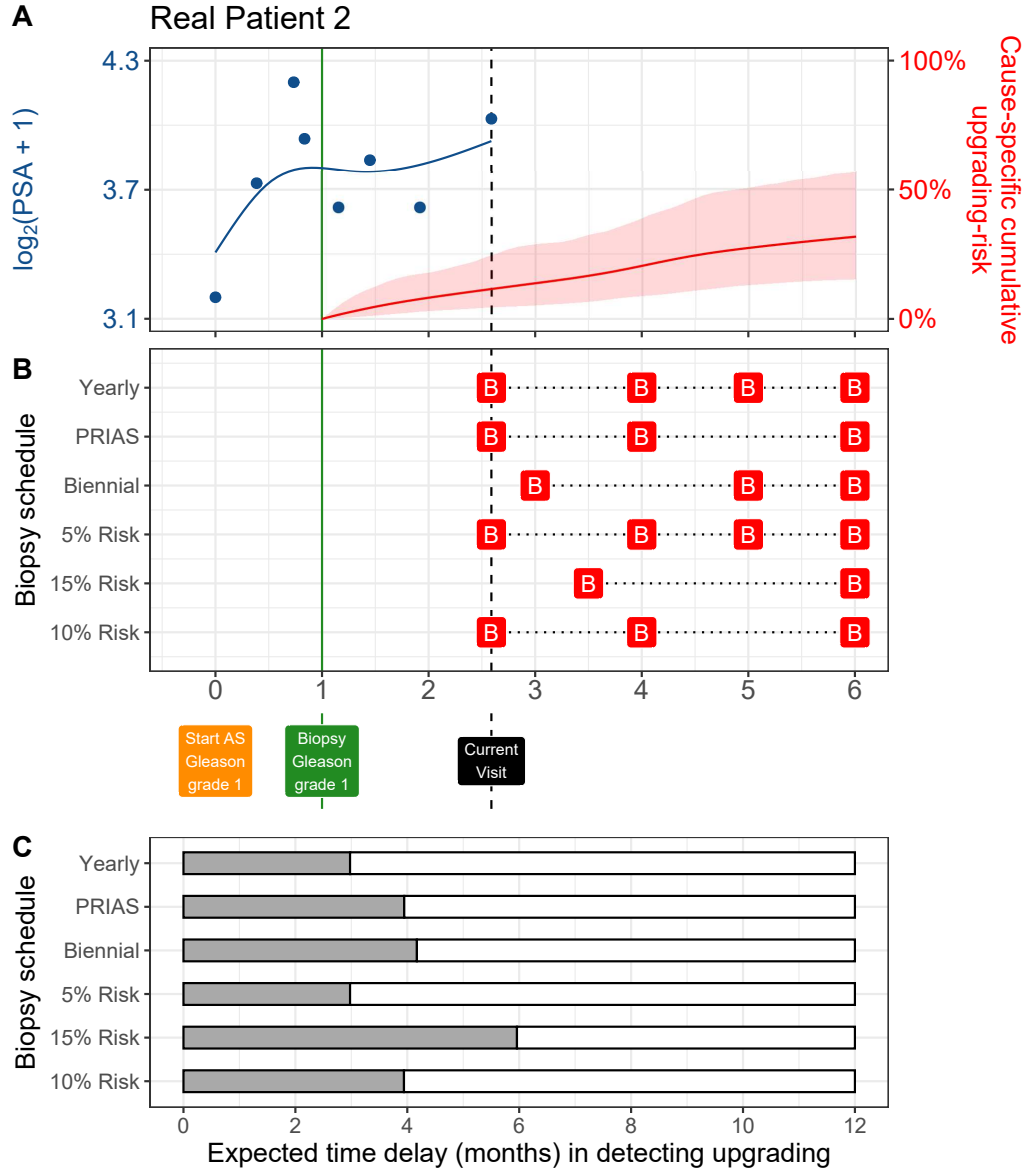 A
Real Patient 2
log₂(PSA + 1)
4.3
3.7
3.1
100%
50%
0%
Cause-specific cumulative
upgrading-risk
B
Biopsy schedule
Yearly B B B B
PRIAS B B B
Biennial B B B
5% Risk B B B B
15% Risk B B
10% Risk B B B
0 1 2 3 4 5 6
Start AS
Gleason
grade 1
Biopsy
Gleason
grade 1
Current
Visit
C
Biopsy schedule
Yearly
PRIAS
Biennial
5% Risk
15% Risk
10% Risk
0 2 4 6 8 10 12
Expected time delay (months) in detecting upgrading